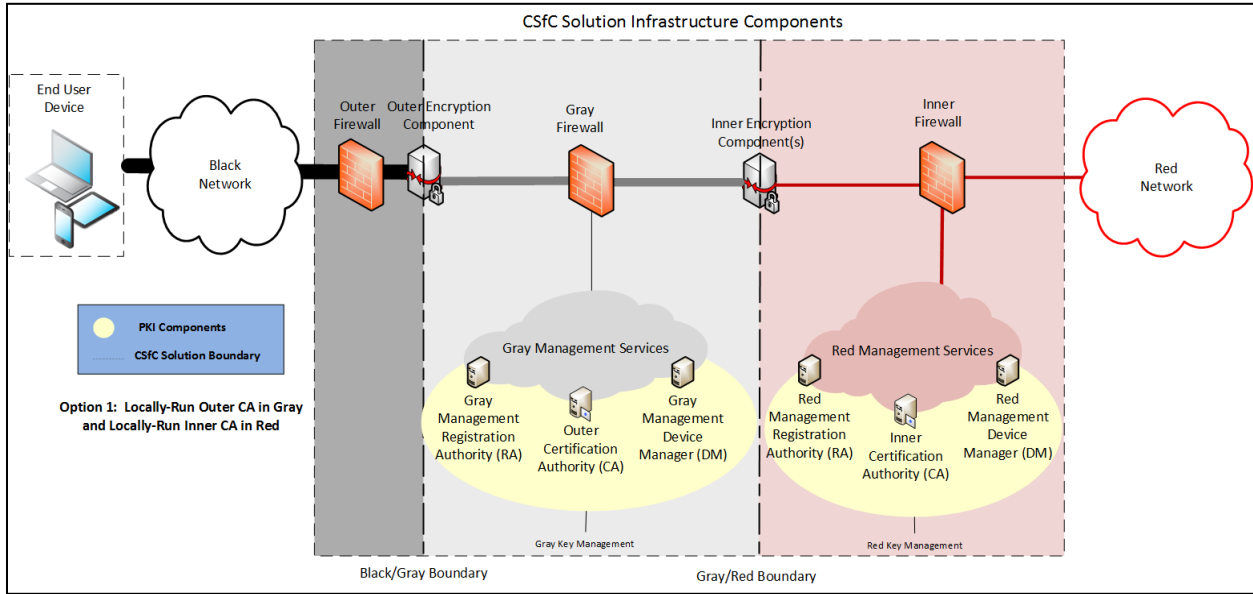 CSfC Solution Infrastructure Components
End User
Device
Black
Network
Outer
Firewall
Outer Encryption
Component
Gray
Firewall
Inner Encryption
Component(s)
Inner
Firewall
Red
Network
PKI Components
CSfC Solution Boundary
Option 1: Locally-Run Outer CA in Gray
and Locally-Run Inner CA in Red
Gray Management Services
Gray
Management
Registration
Authority (RA)
Outer
Certification
Authority (CA)
Gray
Management
Device
Manager (DM)
Gray Key Management
Red Management Services
Red
Management
Registration
Authority (RA)
Inner
Certification
Authority (CA)
Red
Management
Device
Manager (DM)
Red Key Management
Black/Gray Boundary
Gray/Red Boundary